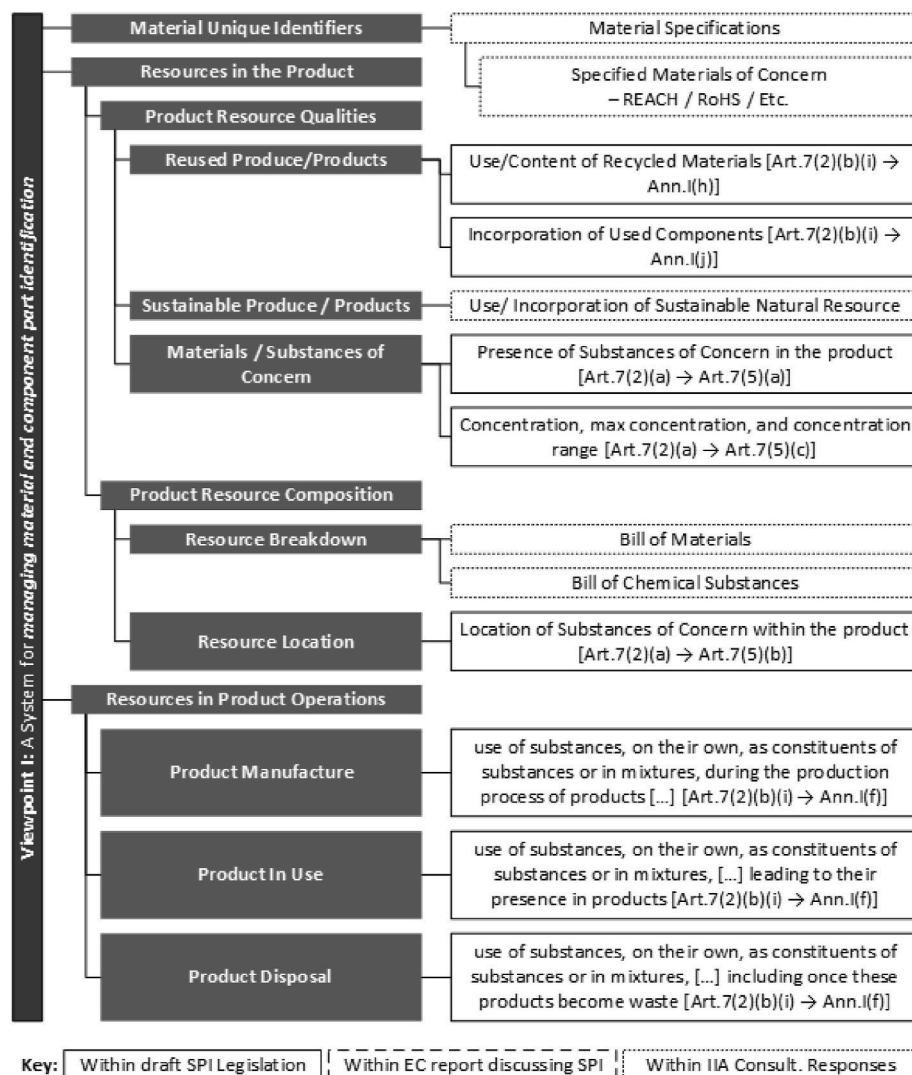 Viewpoint I: A System for managing material and component part identification
Material Unique Identifiers
Material Specifications
Specified Materials of Concern
– REACH / RoHS / Etc.
Resources in the Product
Product Resource Qualities
Reused Produce/Products
Use/Content of Recycled Materials [Art.7(2)(b)(i) →
Ann.I(h)]
Incorporation of Used Components [Art.7(2)(b)(i) →
Ann.I(j)]
Sustainable Produce / Products
Use/ Incorporation of Sustainable Natural Resource
Materials / Substances of
Concern
Presence of Substances of Concern in the product
[Art.7(2)(a) → Art.7(5)(a)]
Concentration, max concentration, and concentration
range [Art.7(2)(a) → Art.7(5)(c)]
Product Resource Composition
Resource Breakdown
Bill of Materials
Bill of Chemical Substances
Resource Location
Location of Substances of Concern within the product
[Art.7(2)(a) → Art.7(5)(b)]
Resources in Product Operations
Product Manufacture
use of substances, on their own, as constituents of
substances or in mixtures, during the production
process of products [...] [Art.7(2)(b)(i) → Ann.I(f)]
Product In Use
use of substances, on their own, as constituents of
substances or in mixtures, [...] leading to their
presence in products [Art.7(2)(b)(i) → Ann.I(f)]
Product Disposal
use of substances, on their own, as constituents of
substances or in mixtures, [...] including once these
products become waste [Art.7(2)(b)(i) → Ann.I(f)]
Key: Within draft SPI Legislation Within EC report discussing SPI Within IIA Consult. Responses